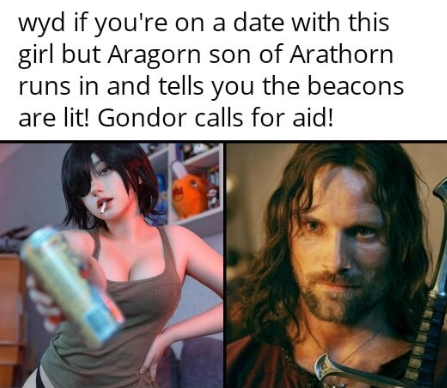 wyd if you're on a date with this
girl but Aragorn son of Arathorn
runs in and tells you the beacons
are lit! Gondor calls for aid!